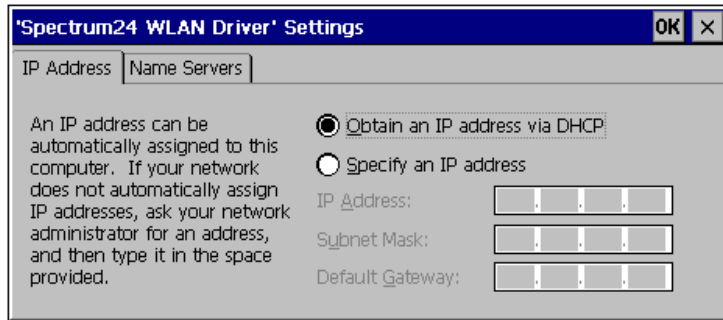 'Spectrum24 WLAN Driver' Settings
OK ×
IP Address
Name Servers
An IP address can be
automatically assigned to this
computer. If your network
does not automatically assign
IP addresses, ask your network
administrator for an address,
and then type it in the space
provided.
Obtain an IP address via DHCP
Specify an IP address
IP Address:
Subnet Mask:
Default Gateway: